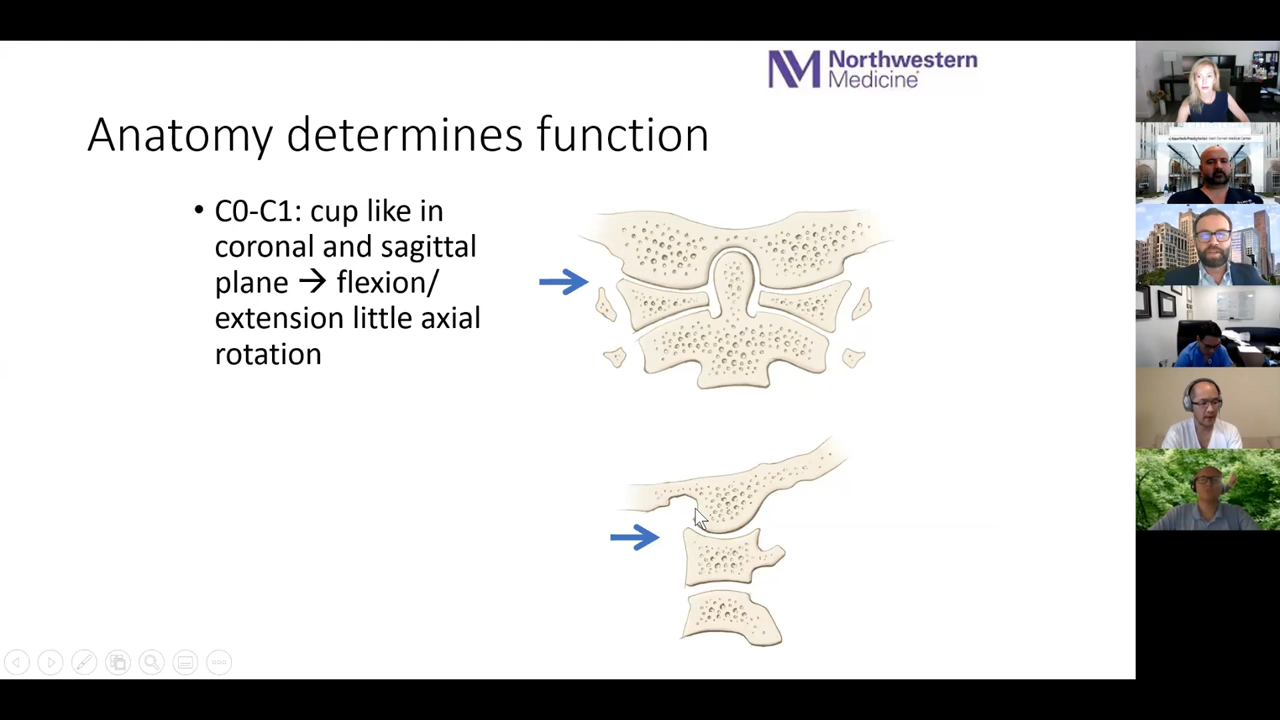 Northwestern
Medicine
Anatomy determines function
• C0-C1: cup like in
coronal and sagittal
plane → flexion/
extension little axial
rotation